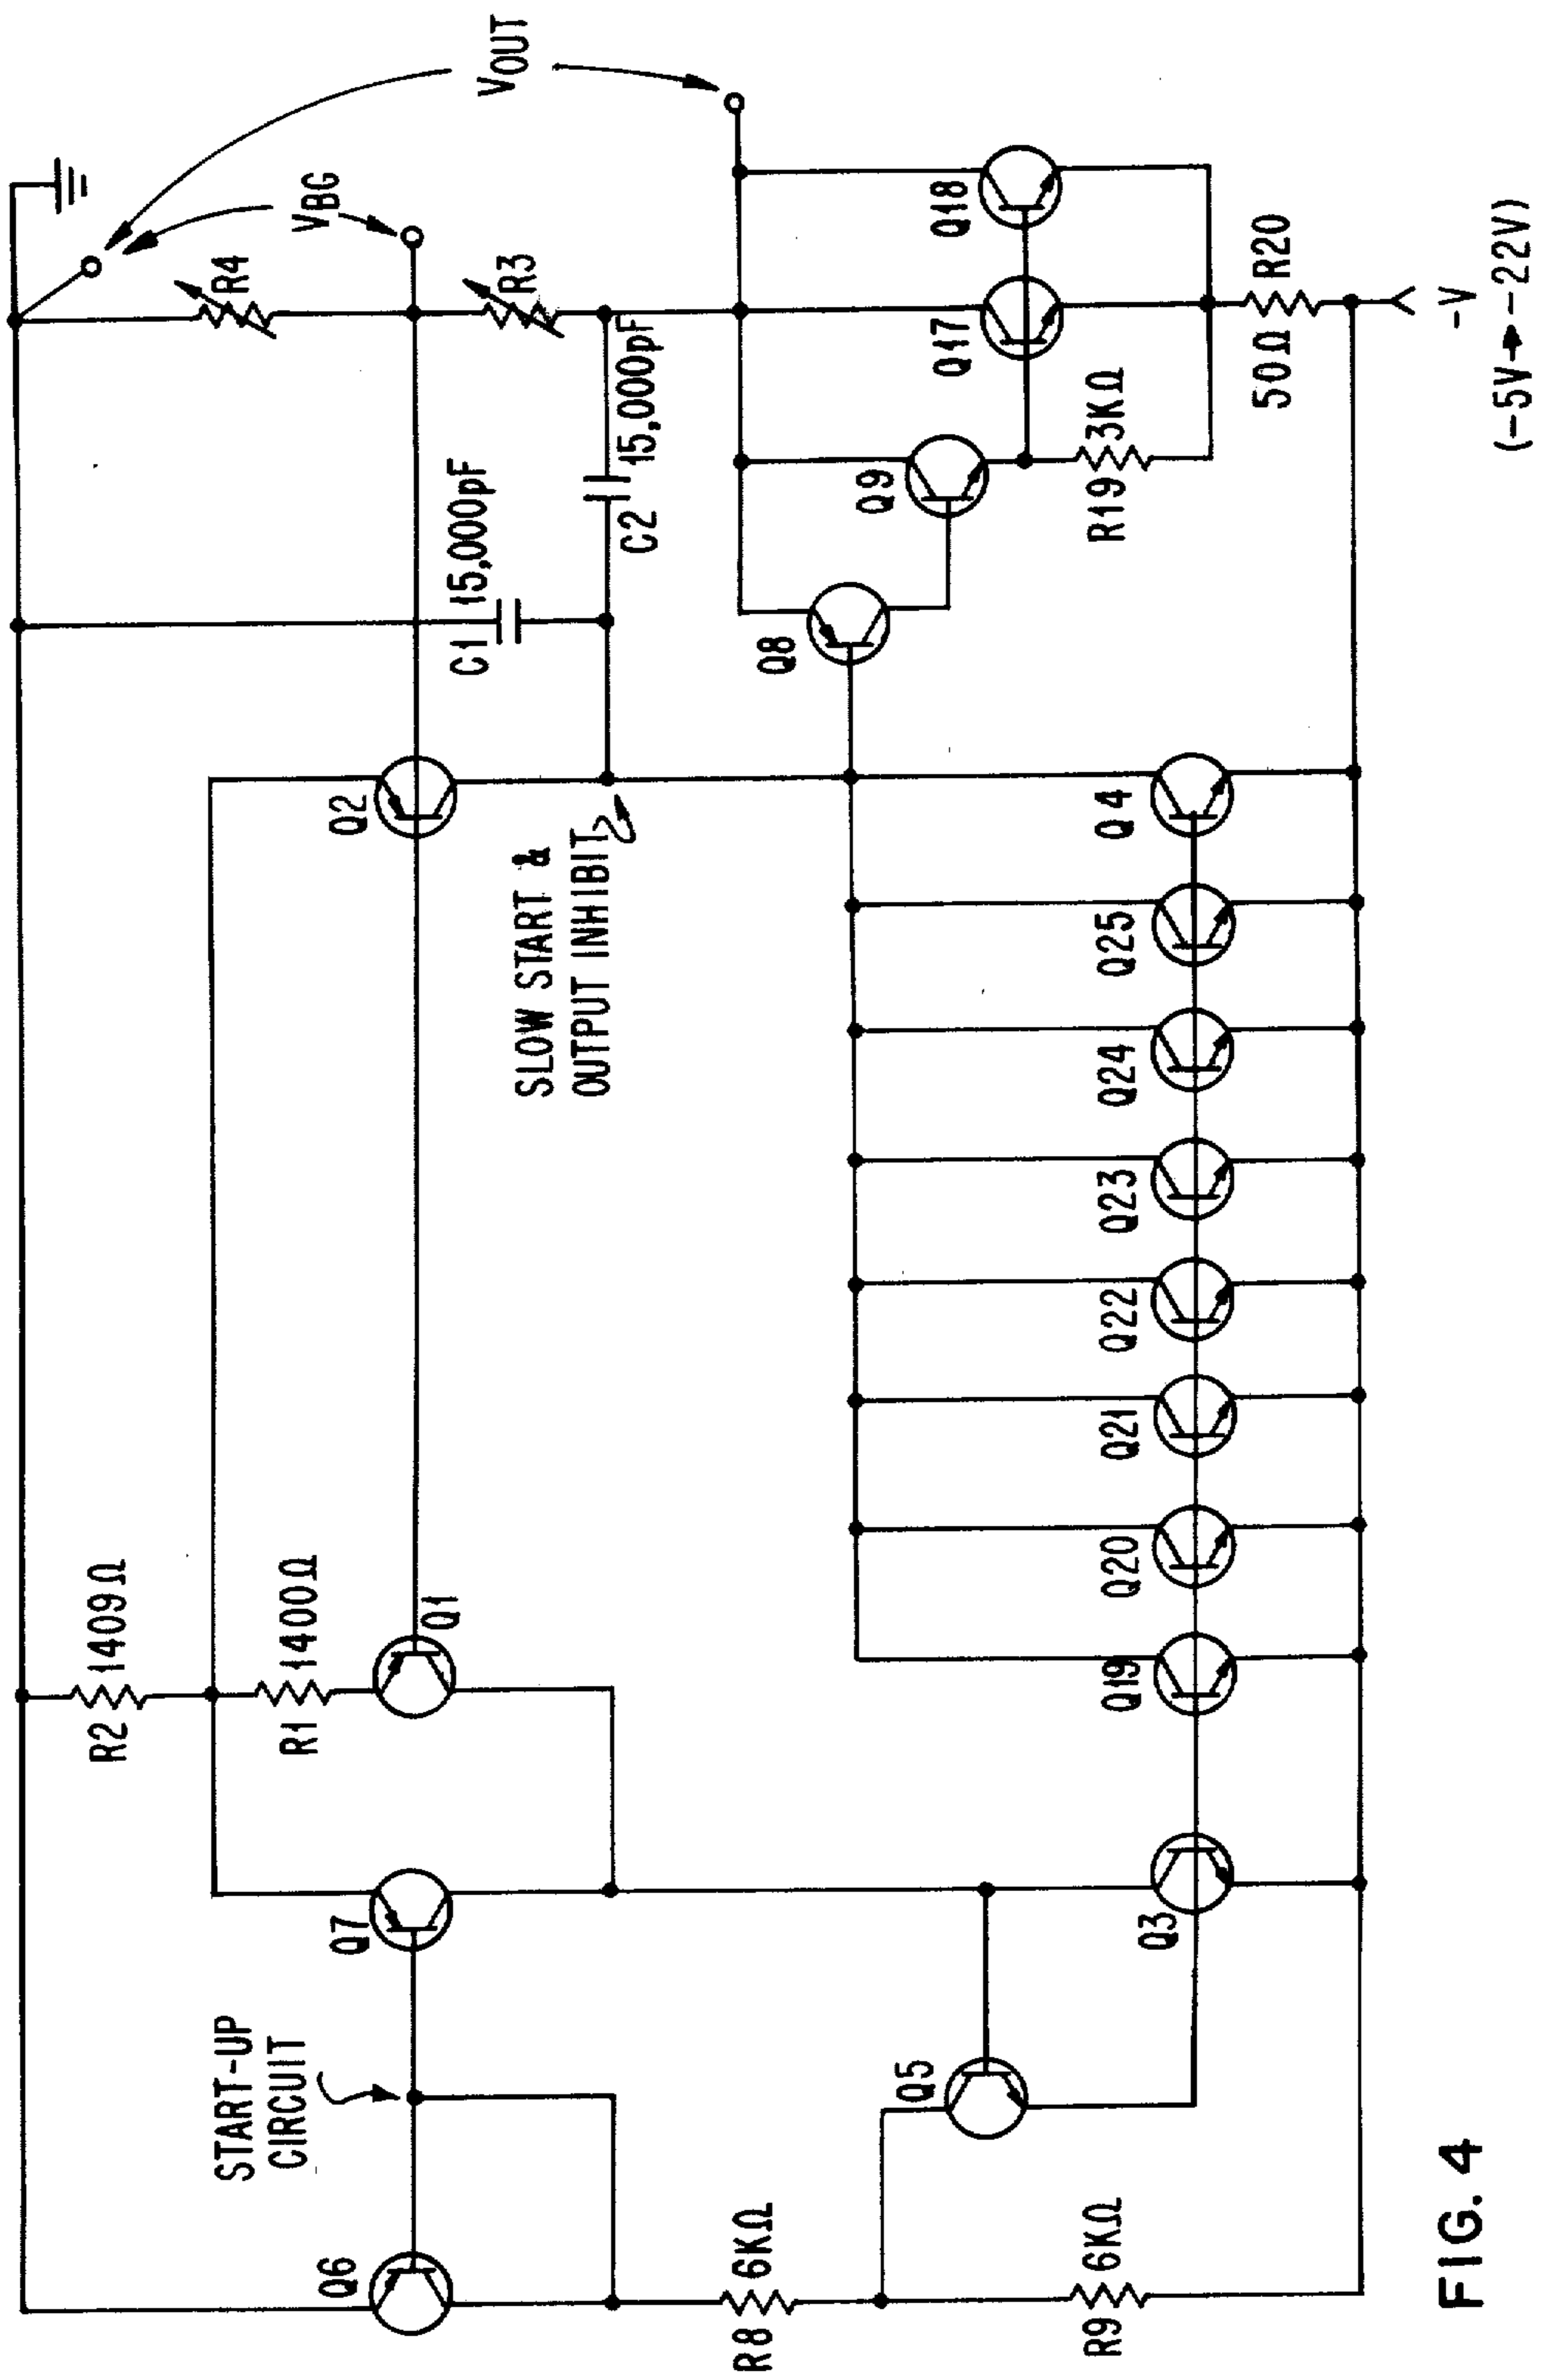 R2 1409Ω
R1 1400Ω
R4
VBG
VOUT
START-UP
CIRCUIT
Q6
Q7
Q1
Q2
R3
C1 15,000pF
C2 15,000pF
SLOW START &
OUTPUT INHIBIT
R8 6KΩ
Q5
Q8
Q9
Q17
Q18
R9 6KΩ
Q3
Q19
Q20
Q21
Q22
Q23
Q24
Q25
Q4
R19 3KΩ
50Ω R20
-V
(-5V→-22V)
FIG. 4